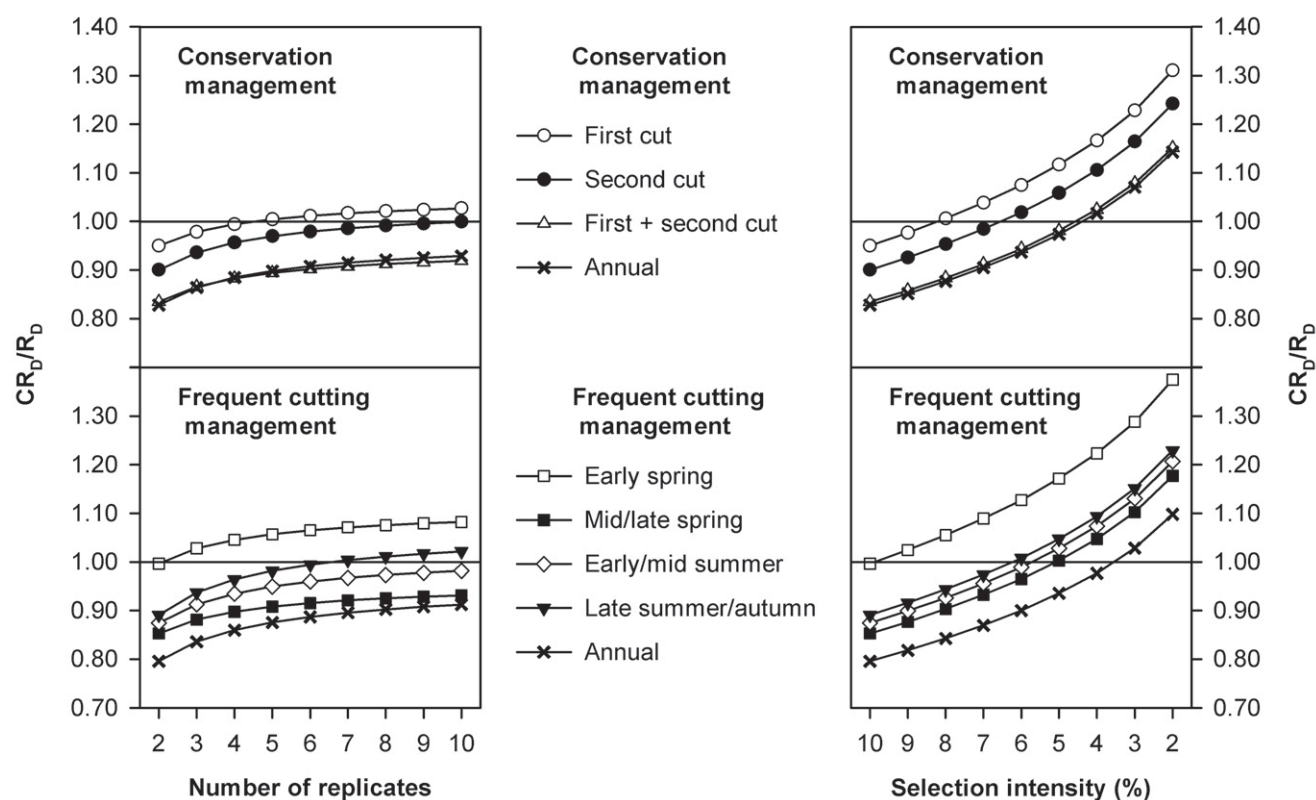 1.40
1.30
1.20
1.10
1.00
0.90
0.80
Conservation
management
Conservation
management
First cut
Second cut
First + second cut
Annual
Conservation
management
1.40
1.30
1.20
1.10
1.00
0.90
0.80
CR_D/R_D
CR_D/R_D
1.30
1.20
1.10
1.00
0.90
0.80
0.70
Frequent cutting
management
Frequent cutting
management
Early spring
Mid/late spring
Early/mid summer
Late summer/autumn
Annual
Frequent cutting
management
1.30
1.20
1.10
1.00
0.90
0.80
0.70
2 3 4 5 6 7 8 9 10
Number of replicates
10 9 8 7 6 5 4 3 2
Selection intensity (%)